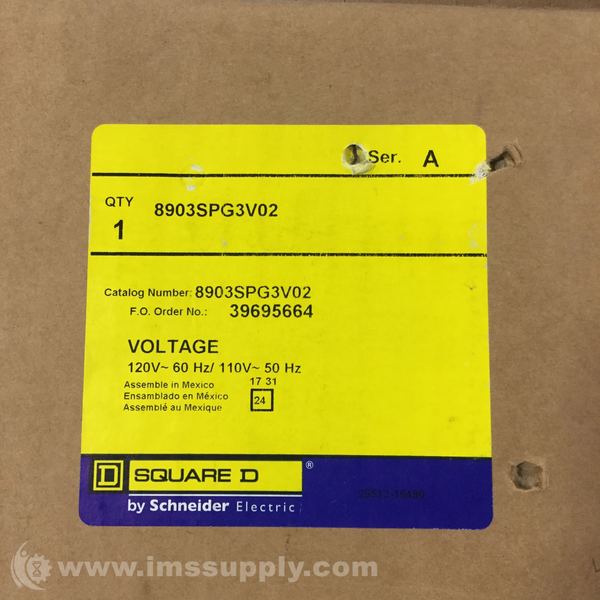 Ser. A
QTY
1
8903SPG3V02
Catalog Number: 8903SPG3V02
F.O. Order No.: 39695664
VOLTAGE
120V~ 60 Hz/ 110V~ 50 Hz
Assemble in Mexico
Ensamblado en México
Assemblé au Mexique
17 31
24
D SQUARE D ®
by Schneider Electric
www.imssupply.com